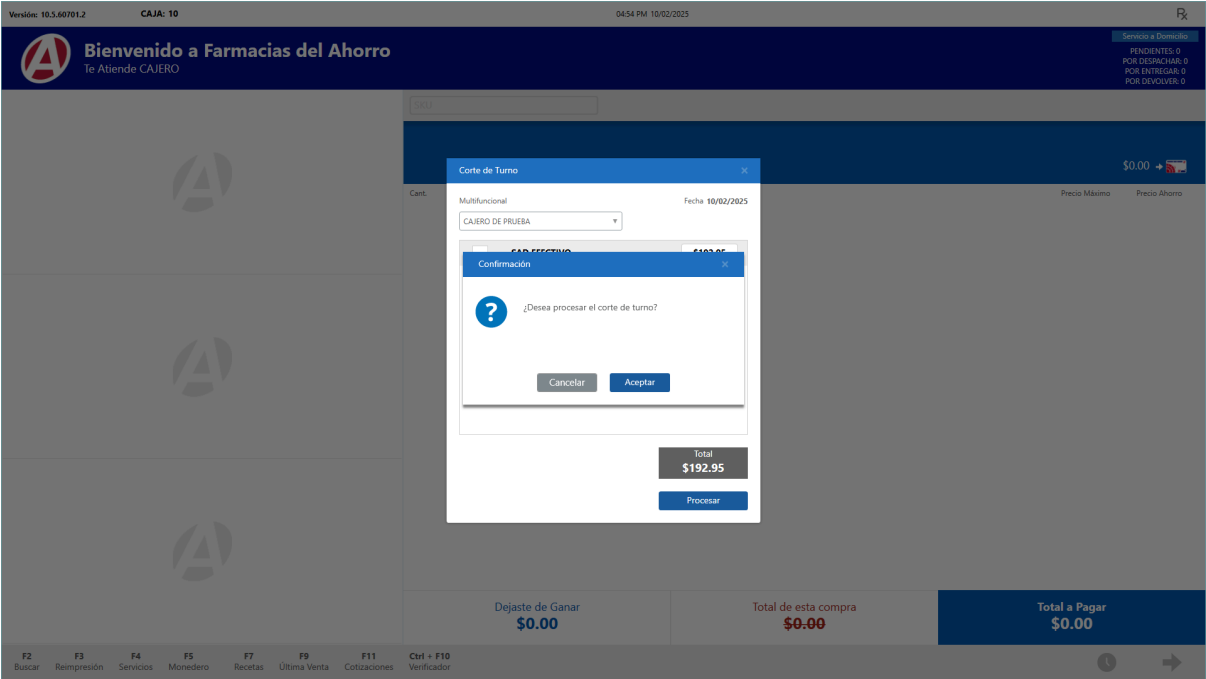 Versión: 10.5.60701.2
CAJA: 10
04:54 PM 10/02/2025
Bienvenido a Farmacias del Ahorro
Te Atiende CAJERO
Servicio a Domicilio
PENDIENTES: 0
POR DESPACHAR: 0
POR ENTREGAR: 0
POR DEVOLVER: 0
SKU
$0.00
Cant.
Precio Máximo
Precio Ahorro
Corte de Turno
Multifuncional
Fecha 10/02/2025
CAJERO DE PRUEBA
SAD EFECTIVO
$192.95
Confirmación
¿Desea procesar el corte de turno?
Cancelar
Aceptar
Total
$192.95
Procesar
Dejaste de Ganar
$0.00
Total de esta compra
$0.00
Total a Pagar
$0.00
F2 Buscar
F3 Reimpresión
F4 Servicios
F5 Monedero
F7 Recetas
F9 Última Venta
F11 Cotizaciones
Ctrl + F10 Verificador